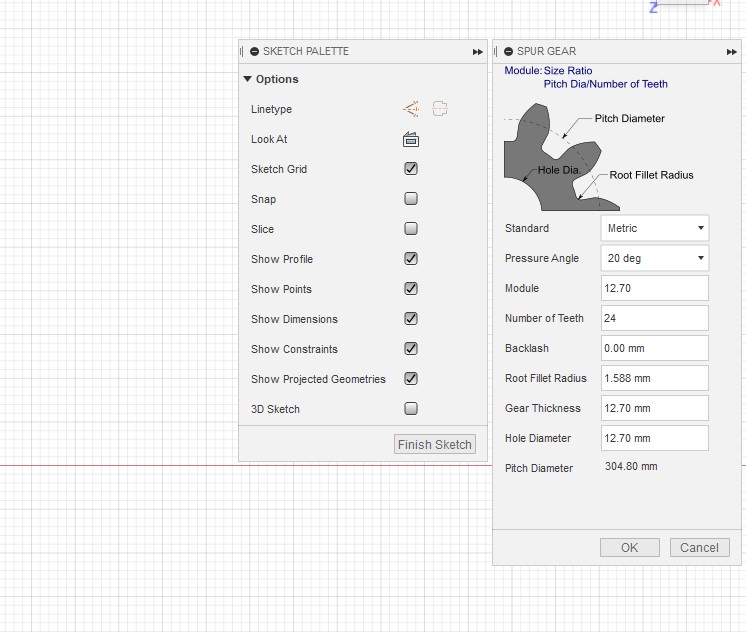 Z
X
SKETCH PALETTE
Options
Linetype
Look At
Sketch Grid
Snap
Slice
Show Profile
Show Points
Show Dimensions
Show Constraints
Show Projected Geometries
3D Sketch
Finish Sketch
SPUR GEAR
Module: Size Ratio
Pitch Dia/Number of Teeth
Pitch Diameter
Hole Dia.
Root Fillet Radius
Standard Metric
Pressure Angle 20 deg
Module 12.70
Number of Teeth 24
Backlash 0.00 mm
Root Fillet Radius 1.588 mm
Gear Thickness 12.70 mm
Hole Diameter 12.70 mm
Pitch Diameter 304.80 mm
OK Cancel